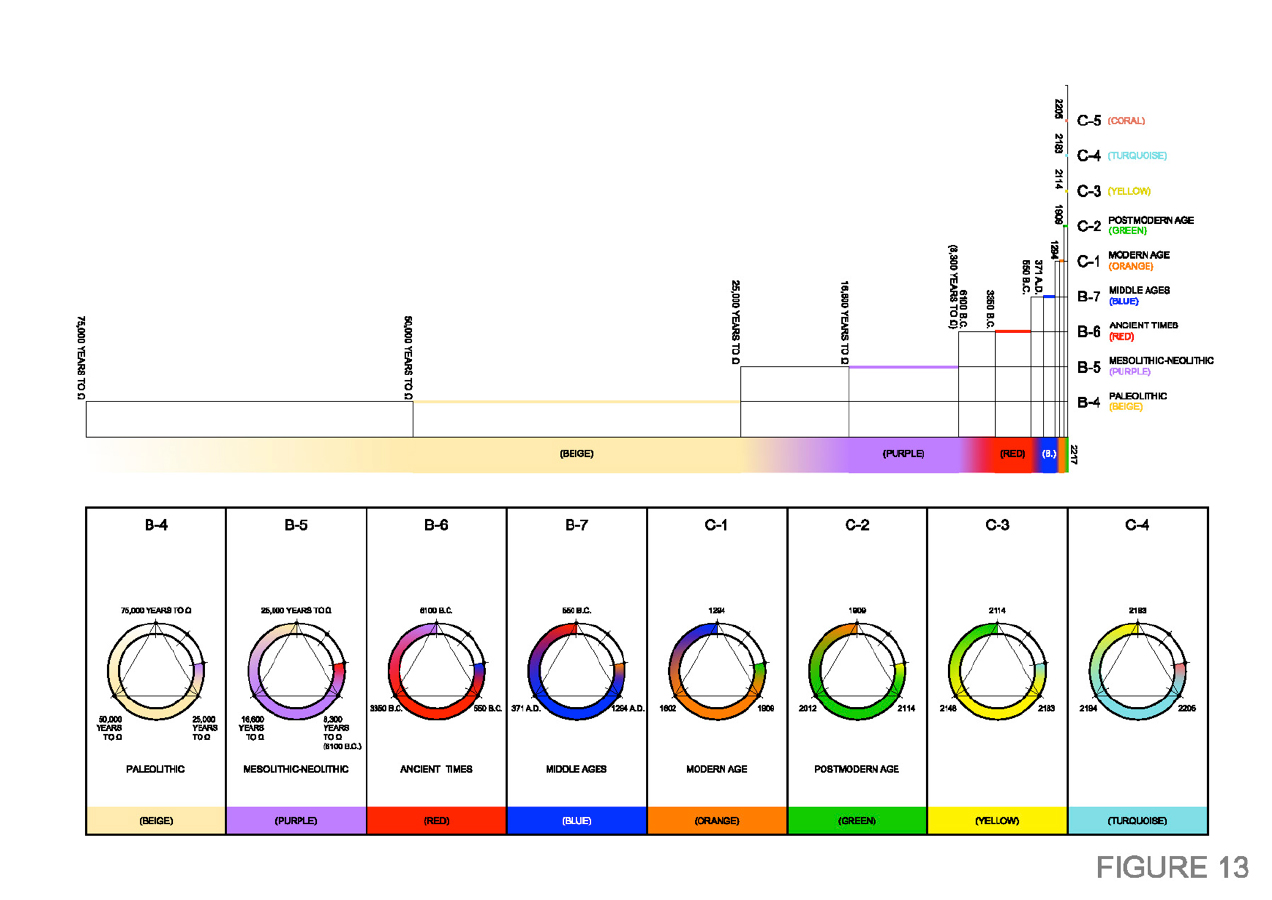 2205
C-5 (CORAL)
2183
C-4 (TURQUOISE)
2114
C-3 (YELLOW)
1909
C-2 POSTMODERN AGE
(GREEN)
1294
C-1 MODERN AGE
(ORANGE)
371 A.D.
550 B.C.
B-7 MIDDLE AGES
(BLUE)
3350 B.C.
6100 B.C.
(8,300 YEARS TO Ω)
B-6 ANCIENT TIMES
(RED)
16,600 YEARS TO Ω
25,000 YEARS TO Ω
B-5 MESOLITHIC-NEOLITHIC
(PURPLE)
50,000 YEARS TO Ω
75,000 YEARS TO Ω
B-4 PALEOLITHIC
(BEIGE)
(BEIGE) (PURPLE) (RED) (B.) 2217
B-4 B-5 B-6 B-7 C-1 C-2 C-3 C-4
75,000 YEARS TO Ω 25,000 YEARS TO Ω 6100 B.C. 550 B.C. 1294 1909 2114 2183
50,000
YEARS
TO Ω
25,000
YEARS
TO Ω
16,600
YEARS
TO Ω
8,300
YEARS
TO Ω
(6100 B.C.)
3350 B.C. 550 B.C. 371 A.D. 1294 A.D. 1602 1909 2012 2114 2148 2183 2194 2205
PALEOLITHIC MESOLITHIC-NEOLITHIC ANCIENT TIMES MIDDLE AGES MODERN AGE POSTMODERN AGE
(BEIGE) (PURPLE) (RED) (BLUE) (ORANGE) (GREEN) (YELLOW) (TURQUOISE)
FIGURE 13